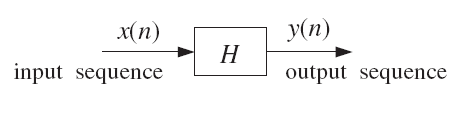 x(n)
y(n)
H
input sequence
output sequence